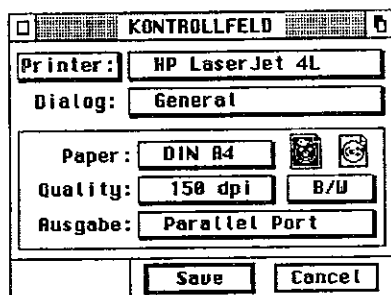 KONTROLLFELD
Printer: HP LaserJet 4L
Dialog: General
Paper: DIN A4
Quality: 150 dpi B/W
Ausgabe: Parallel Port
Save Cancel